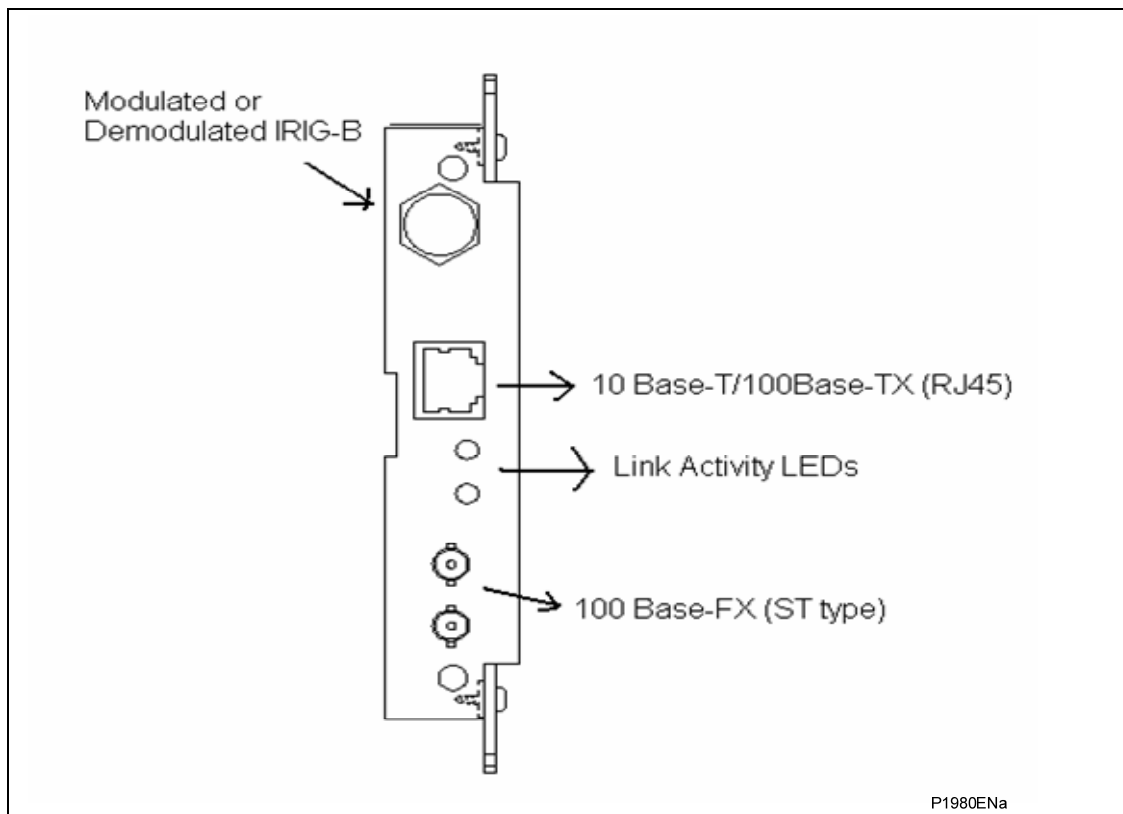 Modulated or
Demodulated IRIG-B
10 Base-T/100Base-TX (RJ45)
Link Activity LEDs
100 Base-FX (ST type)
P1980ENa